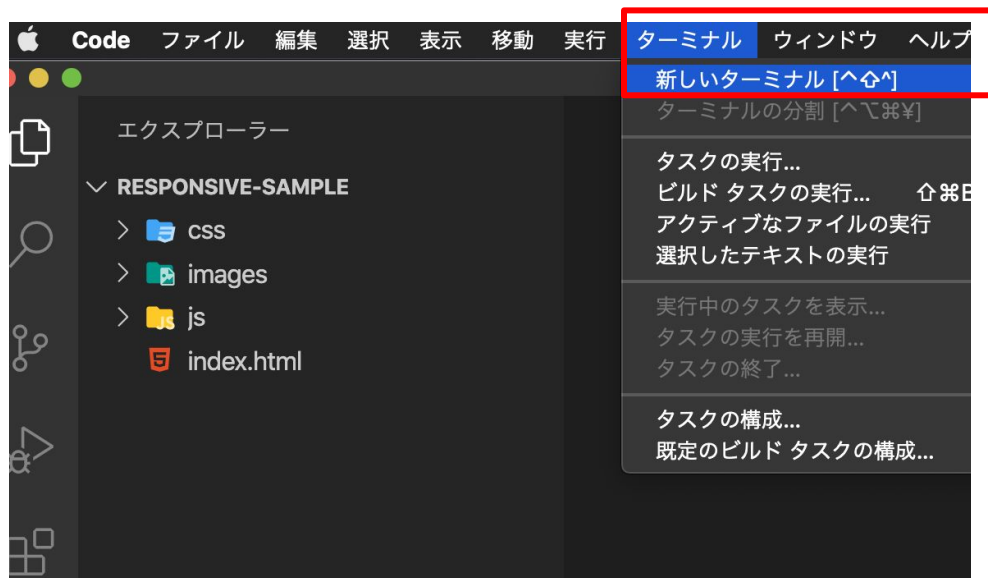 Code ファイル 編集 選択 表示 移動 実行 ターミナル ウィンドウ ヘルプ
新しいターミナル [^⇧^]
ターミナルの分割 [^⌥⌘¥]
エクスプローラー
タスクの実行...
RESPONSIVE-SAMPLE
ビルド タスクの実行... ⇧⌘B
アクティブなファイルの実行
css
選択したテキストの実行
images
実行中のタスクを表示...
js
タスクの実行を再開...
index.html
タスクの終了...
タスクの構成...
既定のビルド タスクの構成...